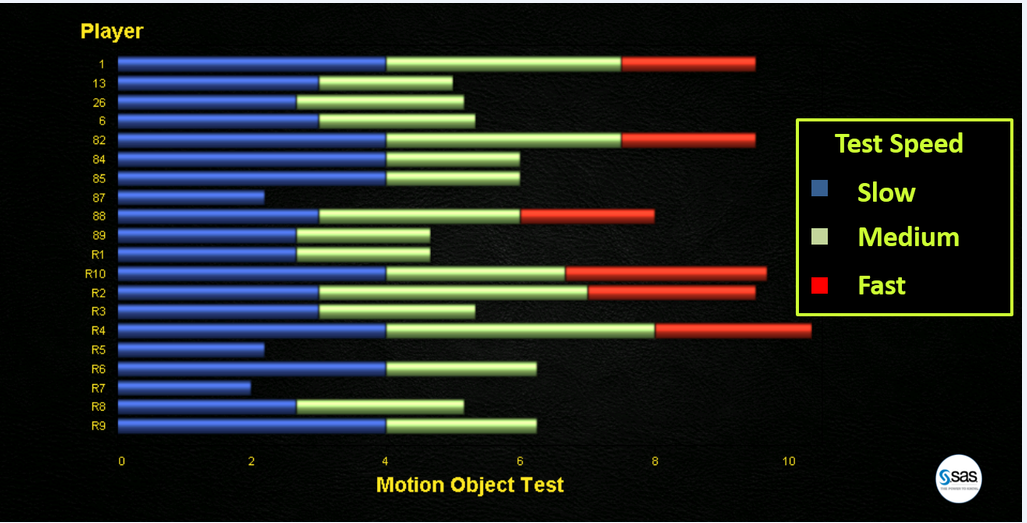 Player
1
13
26
6
82
84
85
87
88
89
R1
R10
R2
R3
R4
R5
R6
R7
R8
R9
0 2 4 6 8 10
Motion Object Test
Test Speed
Slow
Medium
Fast
sas